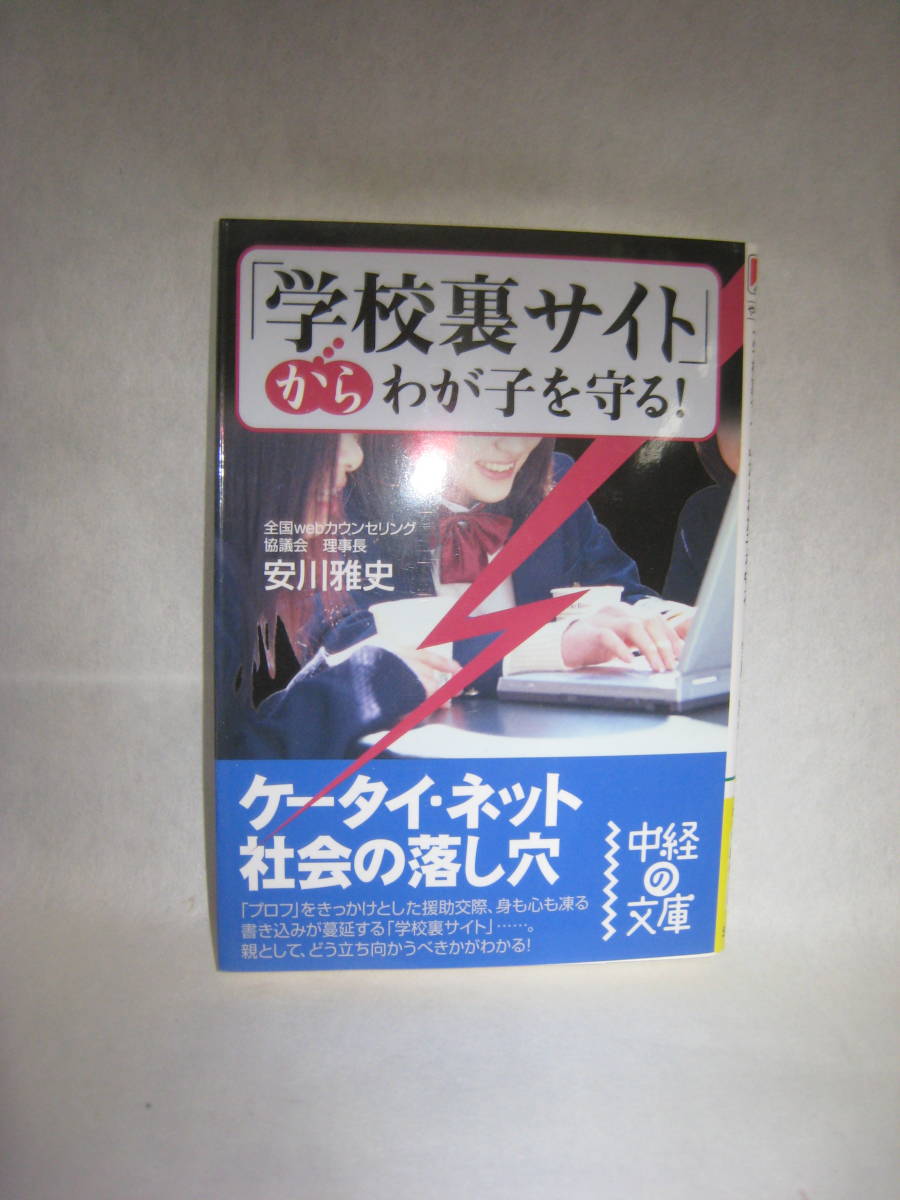 「学校裏サイト」
からわが子を守る!
全国webカウンセリング
協議会 理事長
安川雅史
ケータイ・ネット
社会の落し穴
「プロフ」をきっかけとした援助交際、身も心も凍る
書き込みが蔓延する「学校裏サイト」……。
親として、どう立ち向かうべきかがわかる!
中経
の
文庫